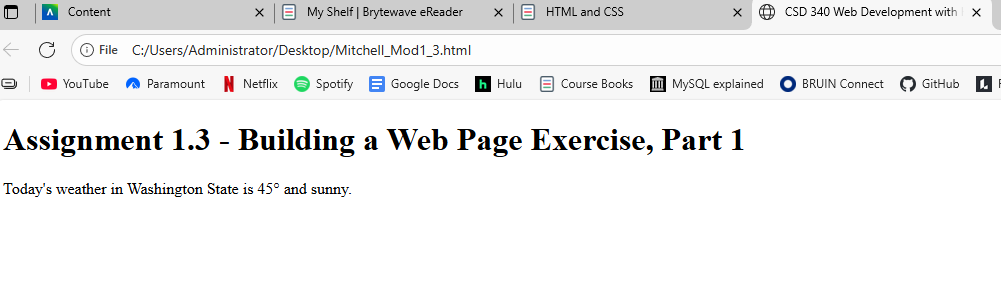 Content
My Shelf | Brytewave eReader
HTML and CSS
CSD 340 Web Development with
File C:/Users/Administrator/Desktop/Mitchell_Mod1_3.html
YouTube Paramount Netflix Spotify Google Docs Hulu Course Books MySQL explained BRUIN Connect GitHub
Assignment 1.3 - Building a Web Page Exercise, Part 1
Today's weather in Washington State is 45° and sunny.